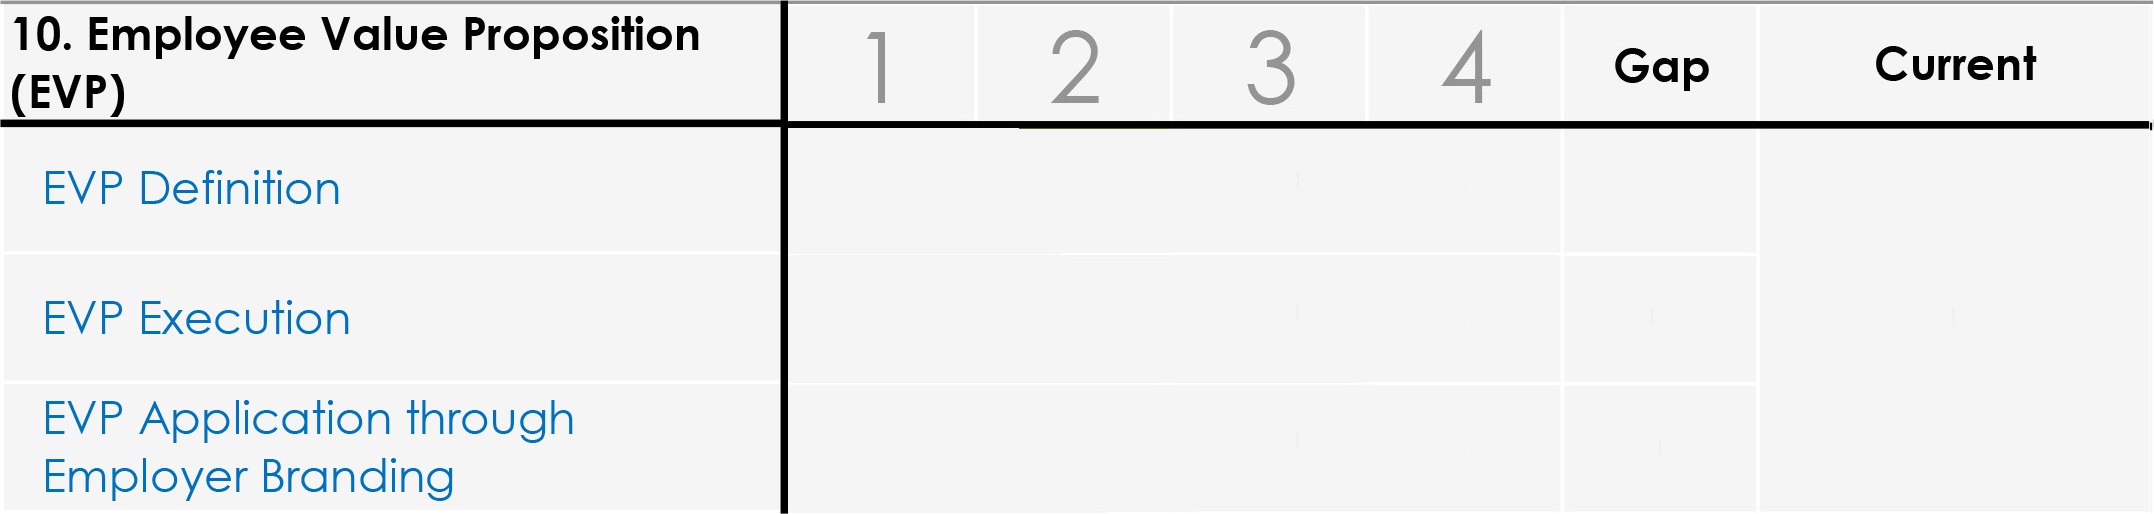 10. Employee Value Proposition
(EVP)
1
2
3
4
Gap
Current
EVP Definition
EVP Execution
EVP Application through
Employer Branding